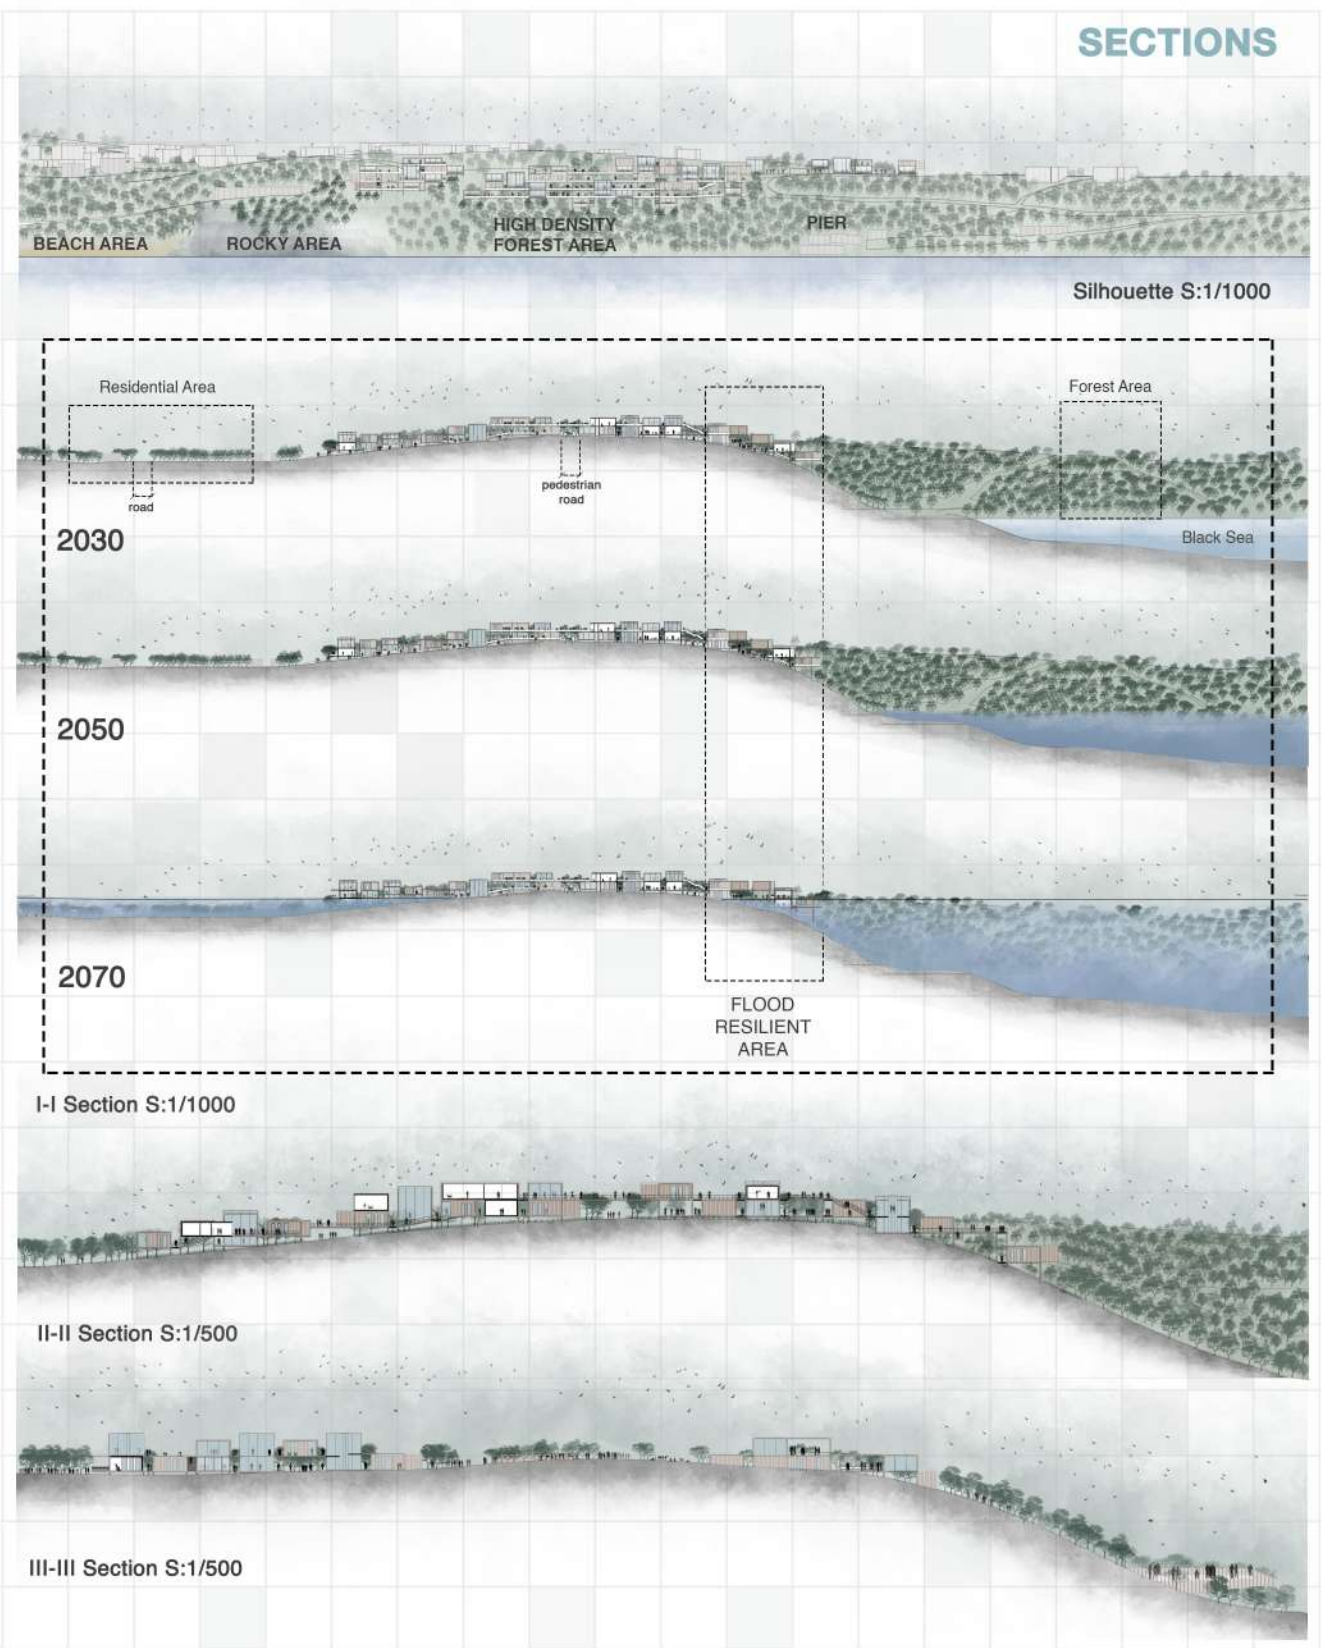 SECTIONS
BEACH AREA
ROCKY AREA
HIGH DENSITY
FOREST AREA
PIER
Silhouette S:1/1000
Residential Area
Forest Area
road
pedestrian
road
Black Sea
2030
2050
2070
FLOOD
RESILIENT
AREA
I-I Section S:1/1000
II-II Section S:1/500
III-III Section S:1/500